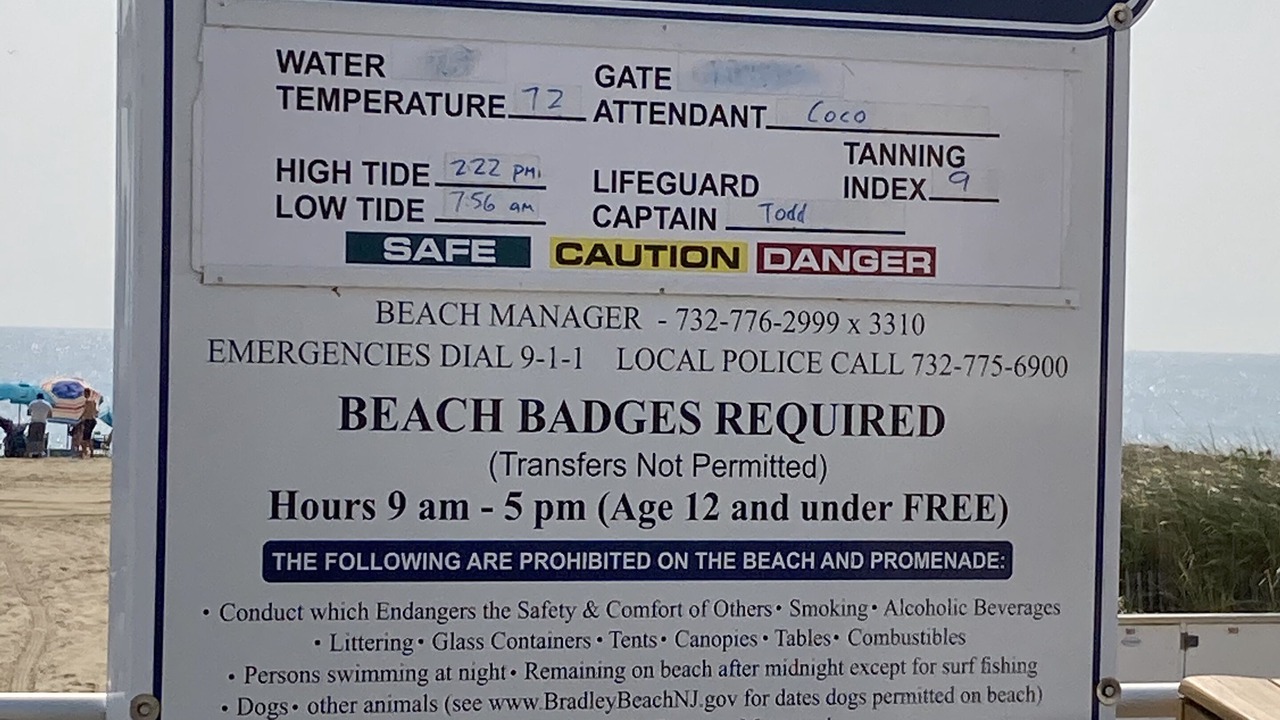 WATER
TEMPERATURE 72
GATE
ATTENDANT Coco
HIGH TIDE 2:22 PM
LOW TIDE 7:56 am
LIFEGUARD
CAPTAIN Todd
TANNING
INDEX 9
SAFE CAUTION DANGER
BEACH MANAGER - 732-776-2999 x 3310
EMERGENCIES DIAL 9-1-1 LOCAL POLICE CALL 732-775-6900
BEACH BADGES REQUIRED
(Transfers Not Permitted)
Hours 9 am - 5 pm (Age 12 and under FREE)
THE FOLLOWING ARE PROHIBITED ON THE BEACH AND PROMENADE:
• Conduct which Endangers the Safety & Comfort of Others • Smoking • Alcoholic Beverages
• Littering • Glass Containers • Tents • Canopies • Tables • Combustibles
• Persons swimming at night • Remaining on beach after midnight except for surf fishing
• Dogs • other animals (see www.BradleyBeachNJ.gov for dates dogs permitted on beach)